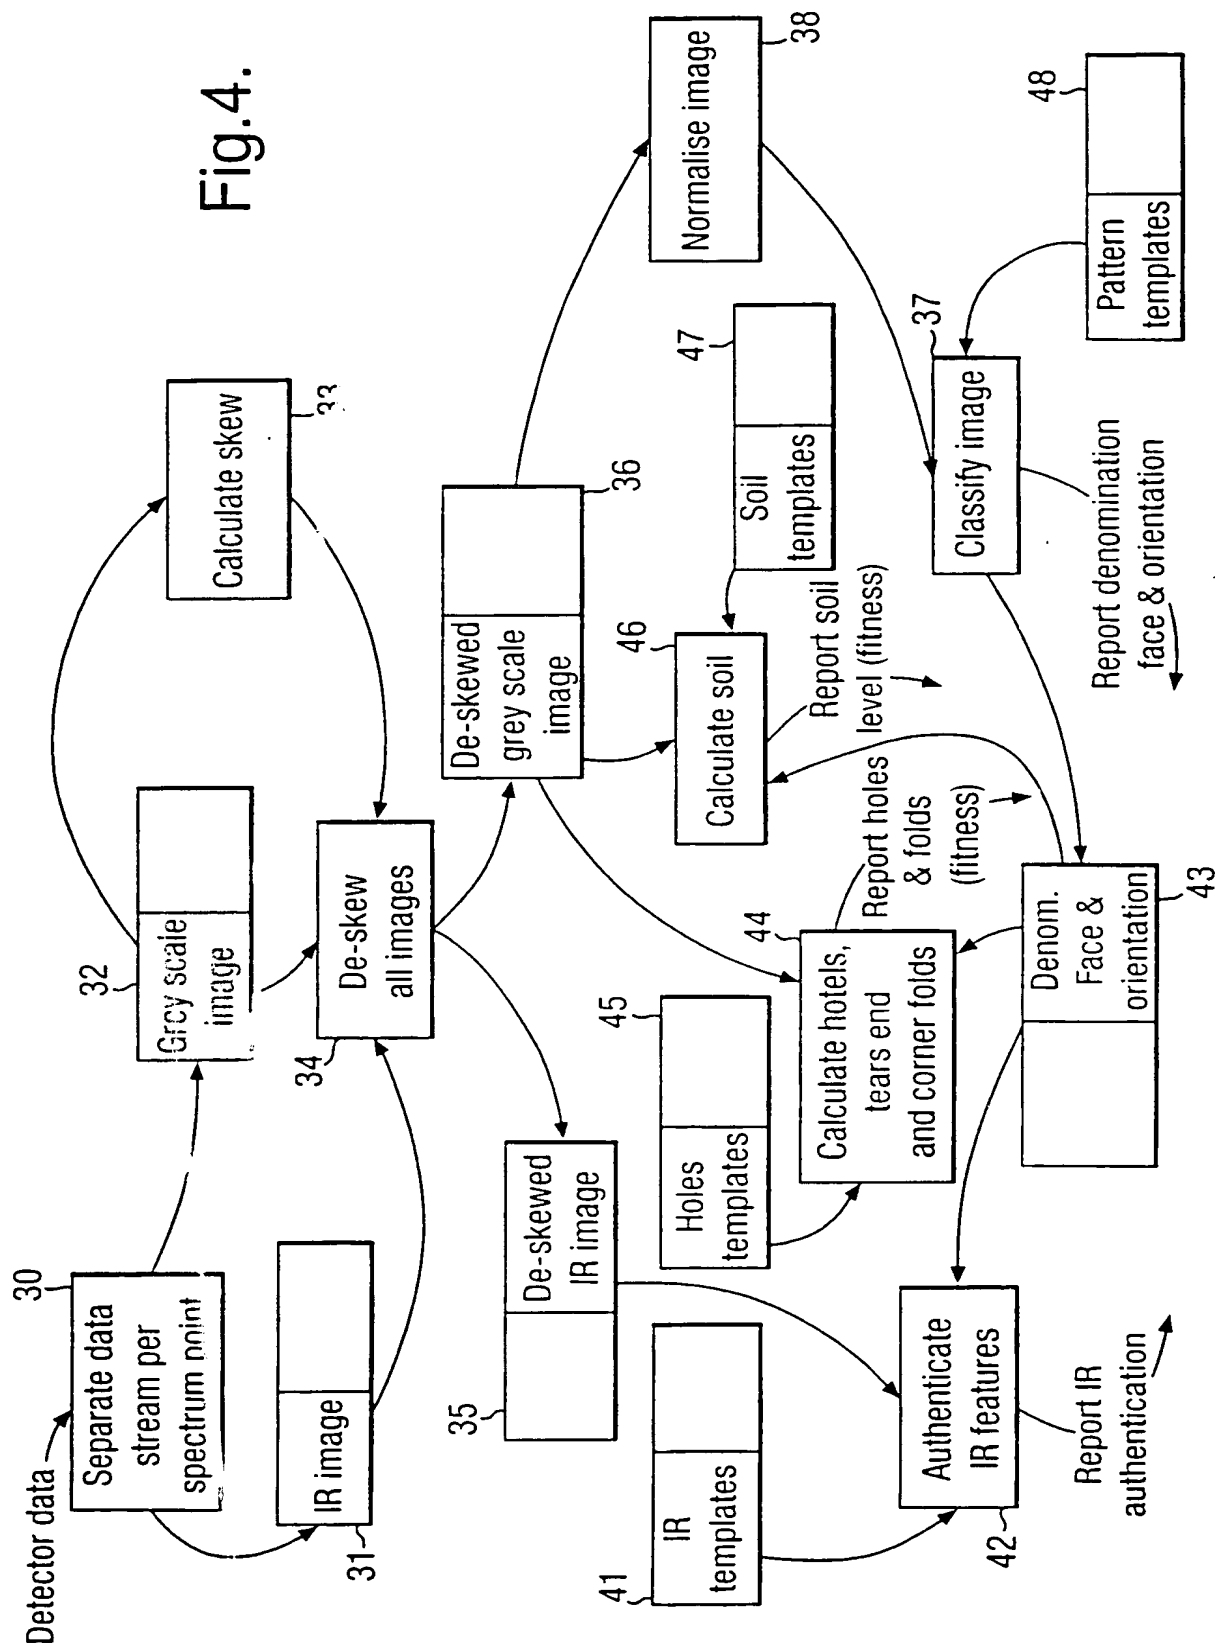 Fig.4.
Detector data
30
Separate data
stream per
spectrum point
31
IR image
32
Grey scale
image
33
Calculate skew
34
De-skew
all images
35
De-skewed
IR image
36
De-skewed
grey scale
image
38
Normalise image
41
IR
templates
45
Holes
templates
44
Calculate hotels,
tears end
and corner folds
46
Calculate soil
47
Soil
templates
Report soil
level (fitness)
Report holes
& folds
(fitness)
37
Classify image
48
Pattern
templates
42
Authenticate
IR features
43
Denom.
Face &
orientation
Report IR
authentication
Report denomination
face & orientation